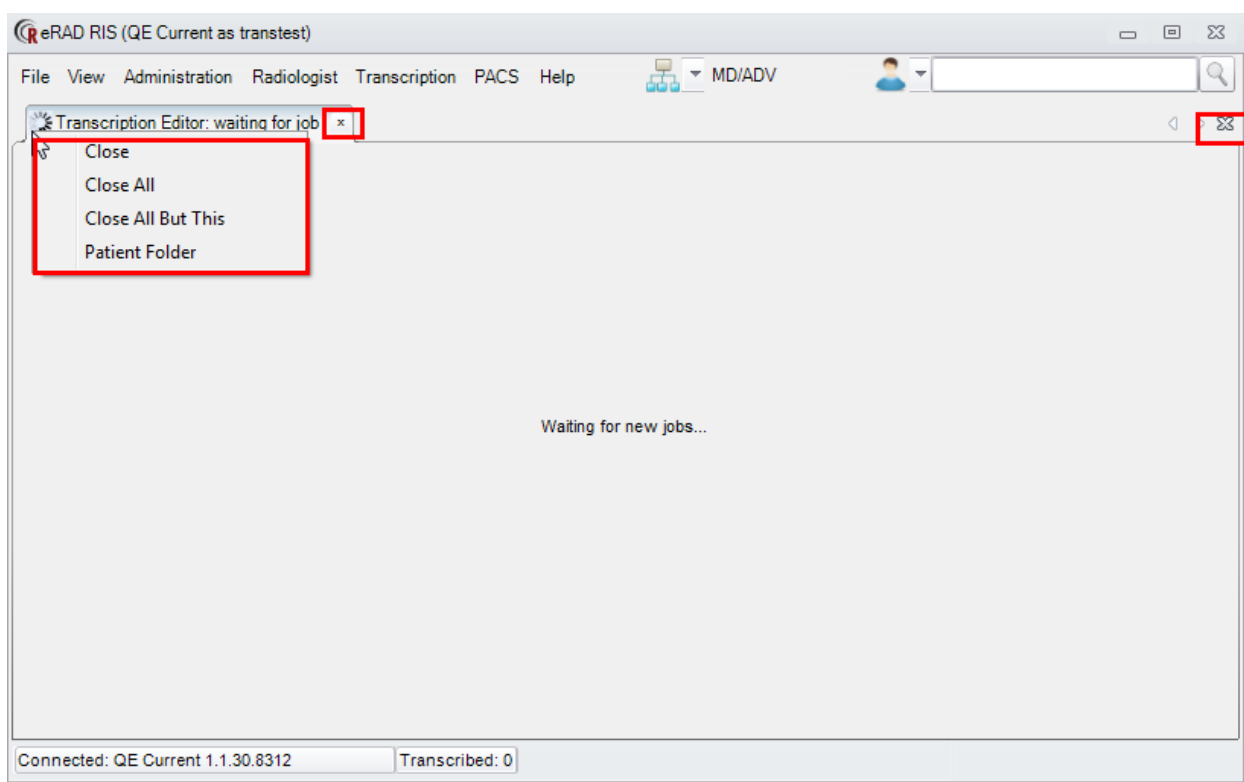 eRAD RIS (QE Current as transtest)
File View Administration Radiologist Transcription PACS Help MD/ADV
Transcription Editor: waiting for job
Close
Close All
Close All But This
Patient Folder
Waiting for new jobs...
Connected: QE Current 1.1.30.8312 Transcribed: 0